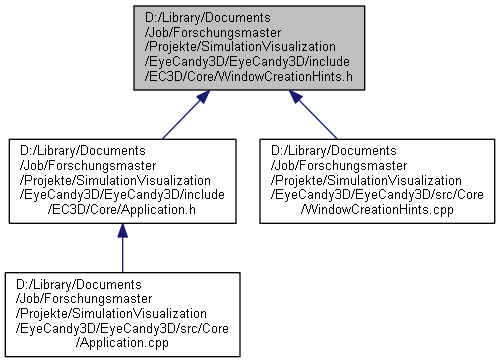 D:/Library/Documents
/Job/Forschungsmaster
/Projekte/SimulationVisualization
/EyeCandy3D/EyeCandy3D/include
/EC3D/Core/WindowCreationHints.h
D:/Library/Documents
/Job/Forschungsmaster
/Projekte/SimulationVisualization
/EyeCandy3D/EyeCandy3D/include
/EC3D/Core/Application.h
D:/Library/Documents
/Job/Forschungsmaster
/Projekte/SimulationVisualization
/EyeCandy3D/EyeCandy3D/src/Core
/WindowCreationHints.cpp
D:/Library/Documents
/Job/Forschungsmaster
/Projekte/SimulationVisualization
/EyeCandy3D/EyeCandy3D/src/Core
/Application.cpp